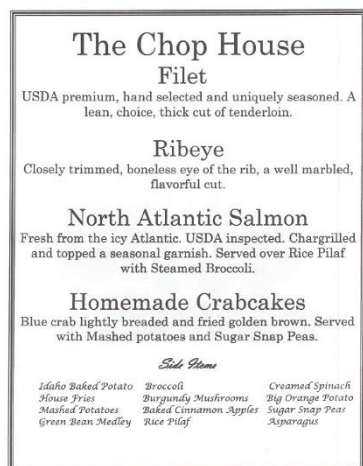 The Chop House
Filet
USDA premium, hand selected and uniquely seasoned. A
lean, choice, thick cut of tenderloin.
Ribeye
Closely trimmed, boneless eye of the rib, a well marbled,
flavorful cut.
North Atlantic Salmon
Fresh from the icy Atlantic. USDA inspected. Chargrilled
and topped a seasonal garnish. Served over Rice Pilaf
with Steamed Broccoli.
Homemade Crabcakes
Blue crab lightly breaded and fried golden brown. Served
with Mashed potatoes and Sugar Snap Peas.
Side Items
Idaho Baked Potato Broccoli Creamed Spinach
House Fries Burgundy Mushrooms Big Orange Potato
Mashed Potatoes Baked Cinnamon Apples Sugar Snap Peas
Green Bean Medley Rice Pilaf Asparagus